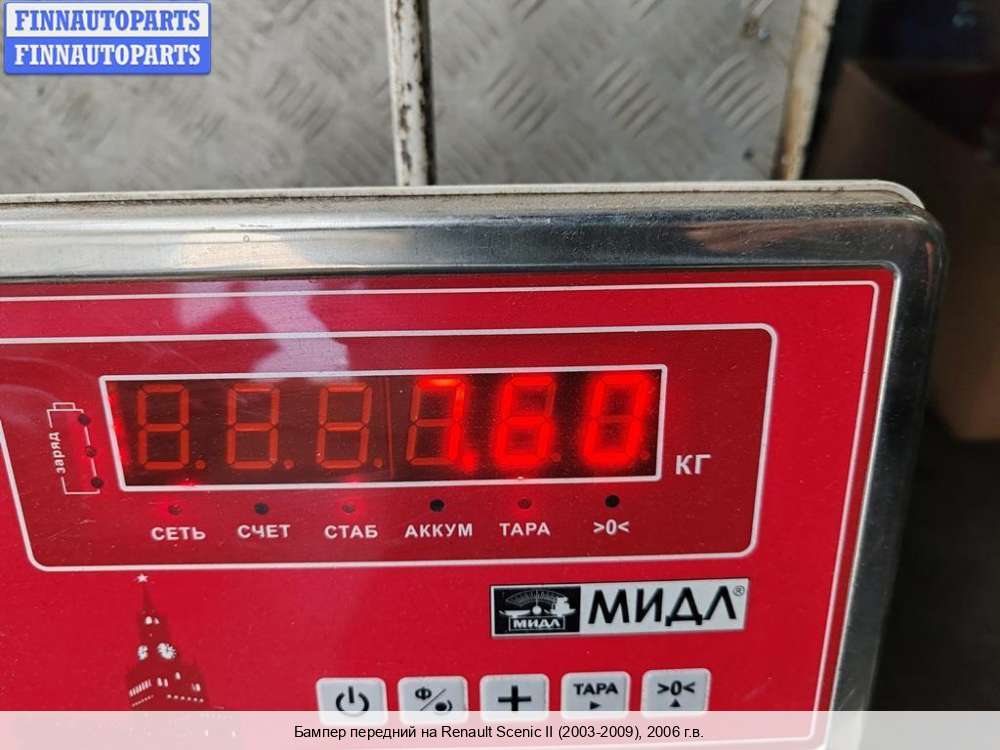 FINNAUTOPARTS
FINNAUTOPARTS
заряд
7.60
КГ
СЕТЬ СЧЕТ СТАБ АККУМ ТАРА >0<
МИДЛ МИДЛ®
Ф
+
ТАРА
>0<
Бампер передний на Renault Scenic II (2003-2009), 2006 г.в.